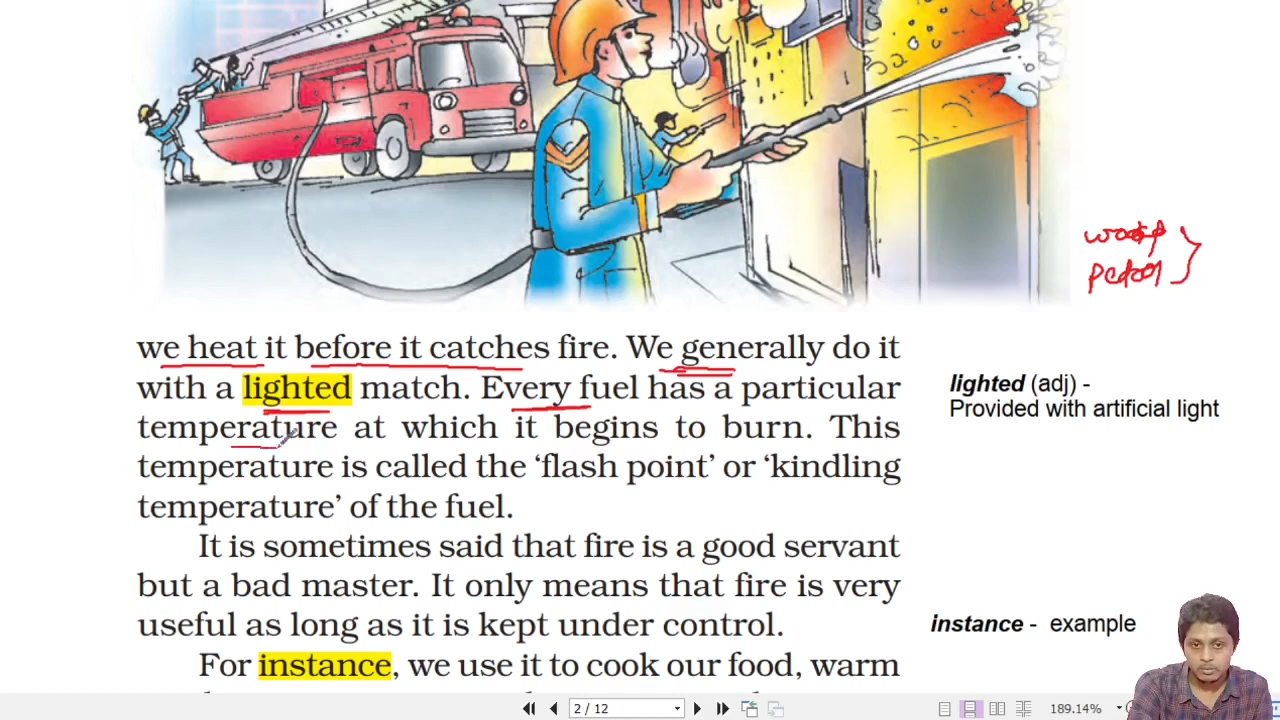 we heat it before it catches fire. We generally do it
with a lighted match. Every fuel has a particular
temperature at which it begins to burn. This
temperature is called the ‘flash point’ or ‘kindling
temperature’ of the fuel.
It is sometimes said that fire is a good servant
but a bad master. It only means that fire is very
useful as long as it is kept under control.
For instance, we use it to cook our food, warm
lighted (adj) -
Provided with artificial light
instance - example
2 / 12
189.14%